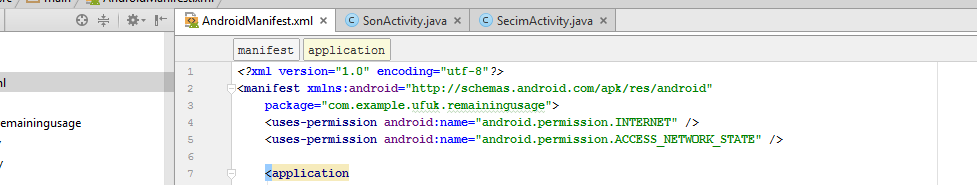 main AndroidManifest.xml
AndroidManifest.xml SonActivity.java SecimActivity.java
manifest application
ml
1 <?xml version="1.0" encoding="utf-8"?>
2 <manifest xmlns:android="http://schemas.android.com/apk/res/android"
3 package="com.example.ufuk.remainingusage">
emainingusage
4 <uses-permission android:name="android.permission.INTERNET" />
5 <uses-permission android:name="android.permission.ACCESS_NETWORK_STATE" />
6
7 <application